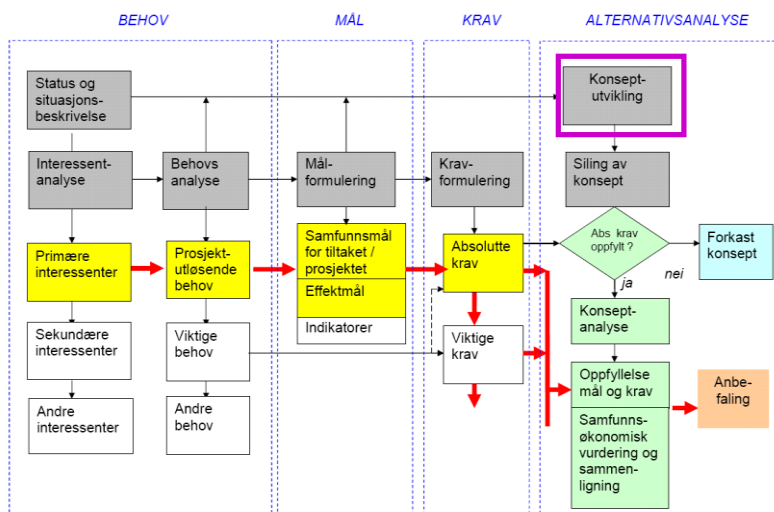 BEHOV
MÅL
KRAV
ALTERNATIVSANALYSE
Status og
situasjons-
beskrivelse
Konsept-
utvikling
Interessent-
analyse
Behovs
analyse
Mål-
formulering
Krav-
formulering
Siling av
konsept
Primære
interessenter
Prosjekt-
utløsende
behov
Samfunnsmål
for tiltaket /
prosjektet
Effektmål
Indikatorer
Absolutte
krav
Abs krav
oppfylt ?
Forkast
konsept
nei
ja
Sekundære
interessenter
Viktige
behov
Viktige
krav
Konsept-
analyse
Andre
interessenter
Andre
behov
Oppfyllelse
mål og krav
Anbe-
faling
Samfunns-
økonomisk
vurdering og
sammen-
ligning